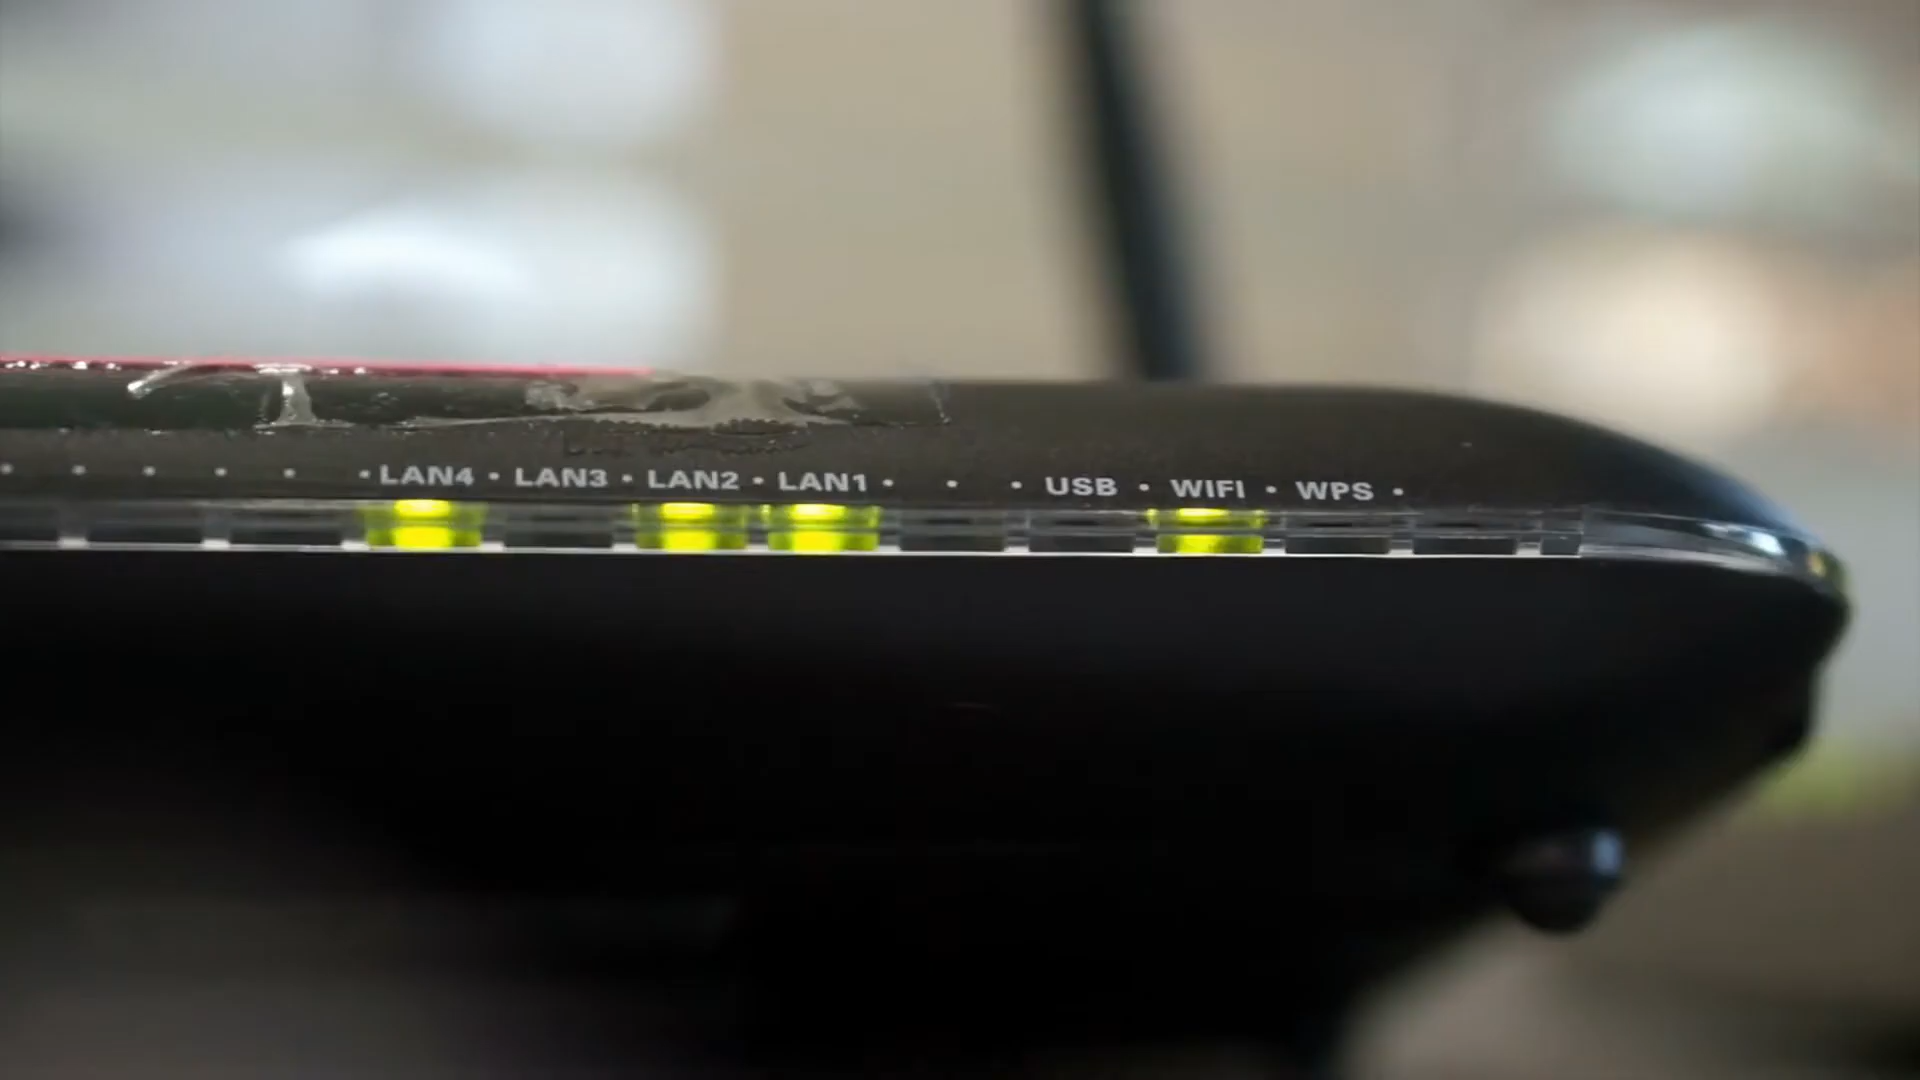 • • • • • •LAN4 • LAN3 • LAN2 • LAN1 • • • USB • WIFI • WPS •